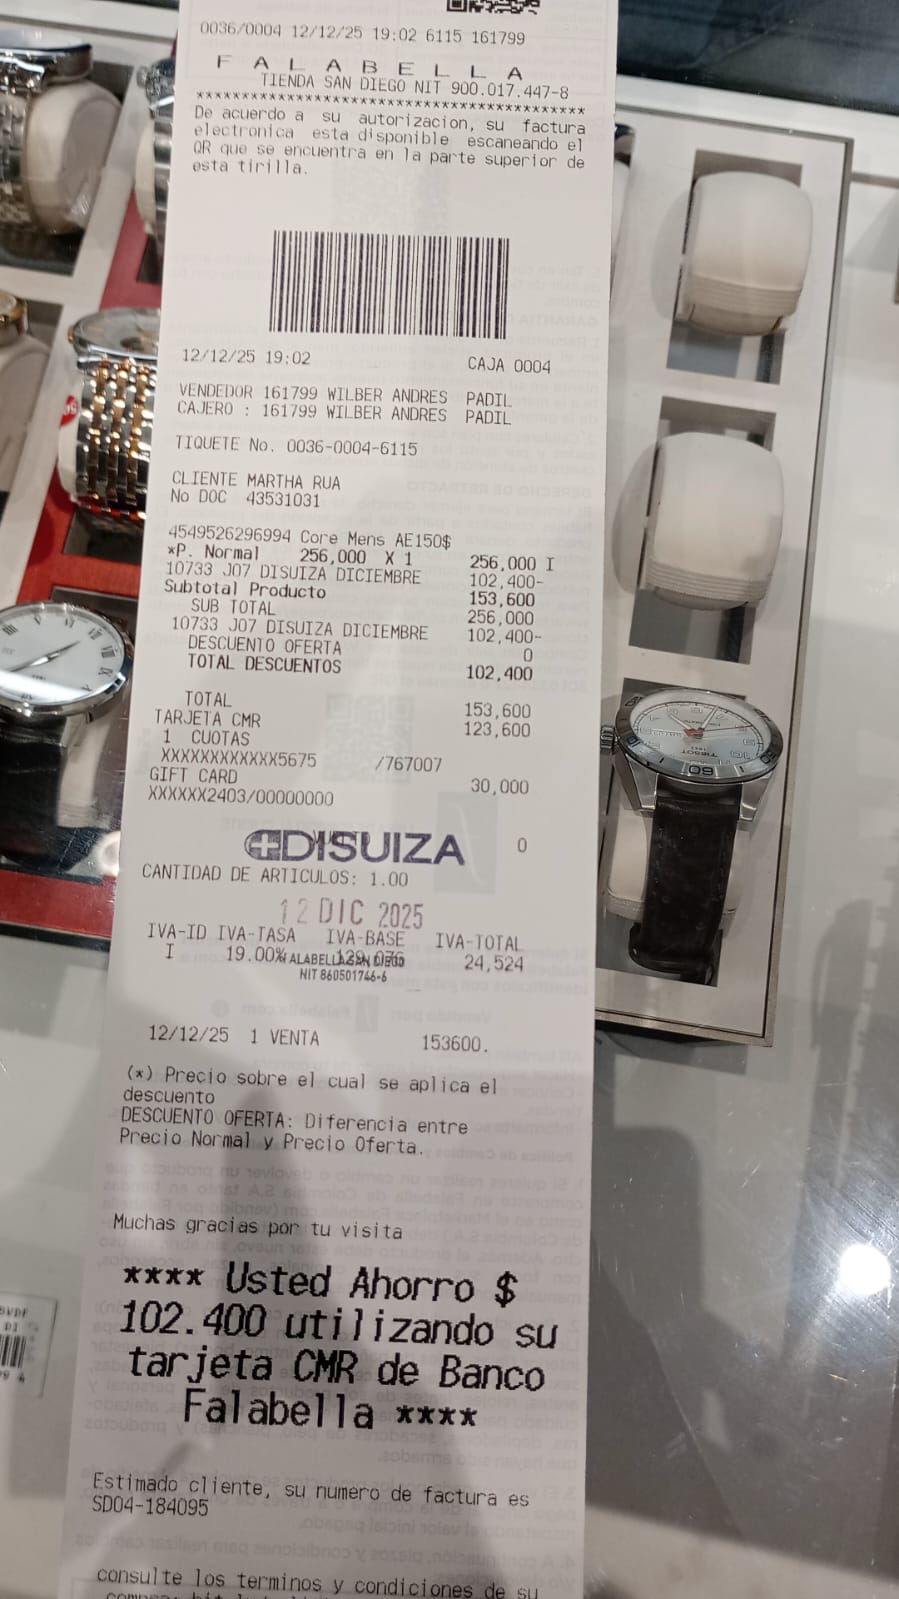 0036/0004 12/12/25 19:02 6115 161799
F A L A B E L L A
TIENDA SAN DIEGO NIT 900.017.447-8
******************************************
De acuerdo a su autorizacion, su factura
electronica esta disponible escaneando el
QR que se encuentra en la parte superior de
esta tirilla.
12/12/25 19:02 CAJA 0004
VENDEDOR 161799 WILBER ANDRES PADIL
CAJERO : 161799 WILBER ANDRES PADIL
TIQUETE No. 0036-0004-6115
CLIENTE MARTHA RUA
No DOC 43531031
4549526296994 Core Mens AE150$
*P. Normal 256,000 X 1 256,000 I
10733 J07 DISUIZA DICIEMBRE 102,400-
Subtotal Producto 153,600
SUB TOTAL 256,000
10733 J07 DISUIZA DICIEMBRE 102,400-
DESCUENTO OFERTA 0
TOTAL DESCUENTOS 102,400
TOTAL 153,600
TARJETA CMR 123,600
1 CUOTAS
XXXXXXXXXXXX5675 /767007
GIFT CARD 30,000
XXXXXX2403/00000000
DISUIZA 0
CANTIDAD DE ARTICULOS: 1.00
12 DIC 2025
IVA-ID IVA-TASA IVA-BASE IVA-TOTAL
I 19.00% 129,076 24,524
NIT 860501746-6
12/12/25 1 VENTA 153600.
(*) Precio sobre el cual se aplica el
descuento
DESCUENTO OFERTA: Diferencia entre
Precio Normal y Precio Oferta.
Muchas gracias por tu visita
**** Usted Ahorro $
102.400 utilizando su
tarjeta CMR de Banco
Falabella ****
Estimado cliente, su numero de factura es
SD04-184095
consulte los terminos y condiciones de su
TISSOT
60